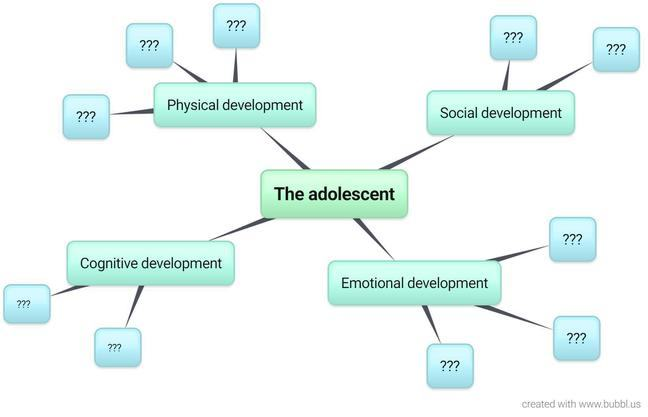 ???
???
???
Physical development
???
???
Social development
The adolescent
Cognitive development
???
???
Emotional development
???
???
???
created with www.bubbl.us